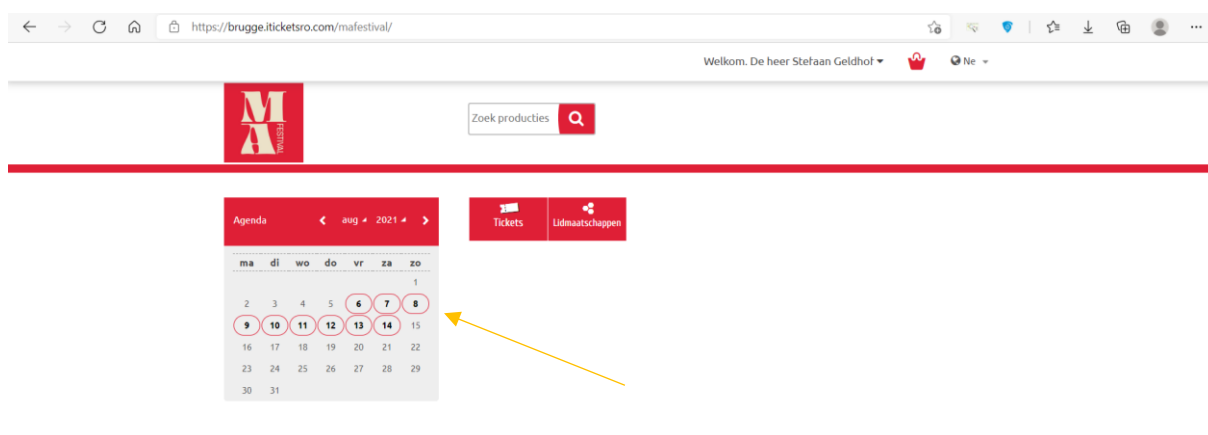 https://brugge.iticketsro.com/mafestival/
Welkom. De heer Stefaan Geldhof
Ne
MA
FESTIVAL
Zoek producties
Agenda aug 2021
Tickets Lidmaatschappen
ma di wo do vr za zo
1
2 3 4 5 6 7 8
9 10 11 12 13 14 15
16 17 18 19 20 21 22
23 24 25 26 27 28 29
30 31